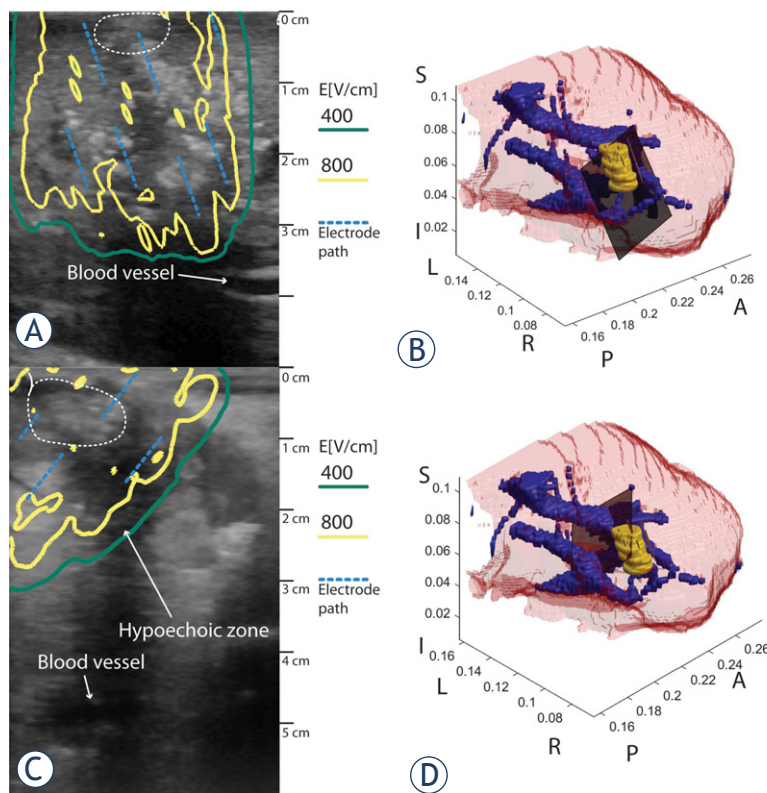 0 cm
1 cm
2 cm
3 cm
E[V/cm]
400
800
Electrode
path
Blood vessel
A
S
0.1
0.08
0.06
0.04
0.02
I
L
0.14
0.12
0.1
0.08
R
0.16
0.18
0.2
0.22
0.24
0.26
P
A
B
0 cm
1 cm
2 cm
3 cm
4 cm
5 cm
E[V/cm]
400
800
Electrode
path
Hypoechoic zone
Blood vessel
C
S
0.1
0.08
0.06
0.04
0.02
I
L
0.16
0.14
0.12
0.1
0.08
R
0.16
0.18
0.2
0.22
0.24
0.26
P
A
D